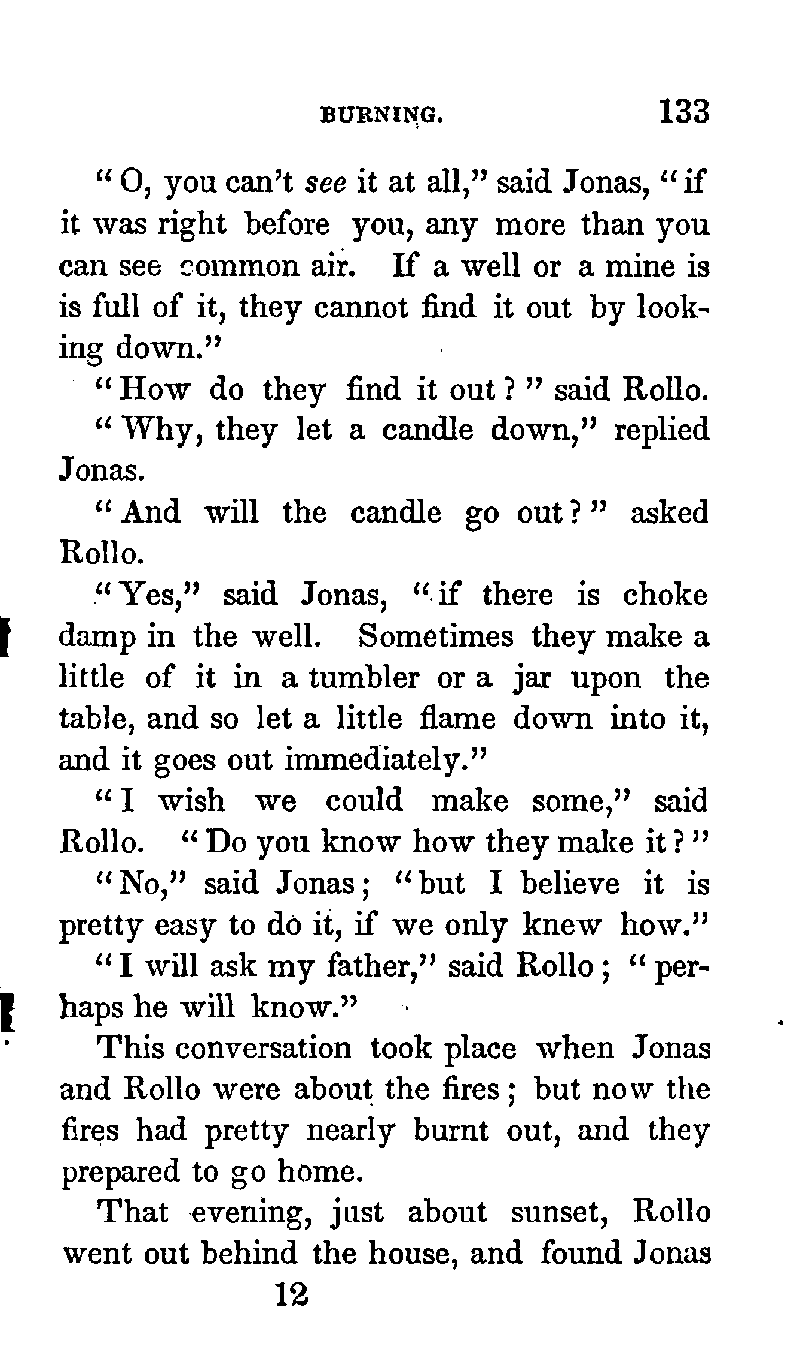 BURNING. 133
“ O, you can’t see it at all,” said Jonas, “ if
it was right before you, any more than you
can see common air. If a well or a mine is
is full of it, they cannot find it out by look-
ing down.”
“ How do they find it out ? ” said Rollo.
“ Why, they let a candle down,” replied
Jonas.
“ And will the candle go out ? ” asked
Rollo.
“ Yes,” said Jonas, “ if there is choke
damp in the well. Sometimes they make a
little of it in a tumbler or a jar upon the
table, and so let a little flame down into it,
and it goes out immediately.”
“ I wish we could make some,” said
Rollo. “ Do you know how they make it ? ”
“ No,” said Jonas ; “ but I believe it is
pretty easy to do it, if we only knew how.”
“ I will ask my father,” said Rollo ; “ per-
haps he will know.”
This conversation took place when Jonas
and Rollo were about the fires ; but now the
fires had pretty nearly burnt out, and they
prepared to go home.
That evening, just about sunset, Rollo
went out behind the house, and found Jonas
12